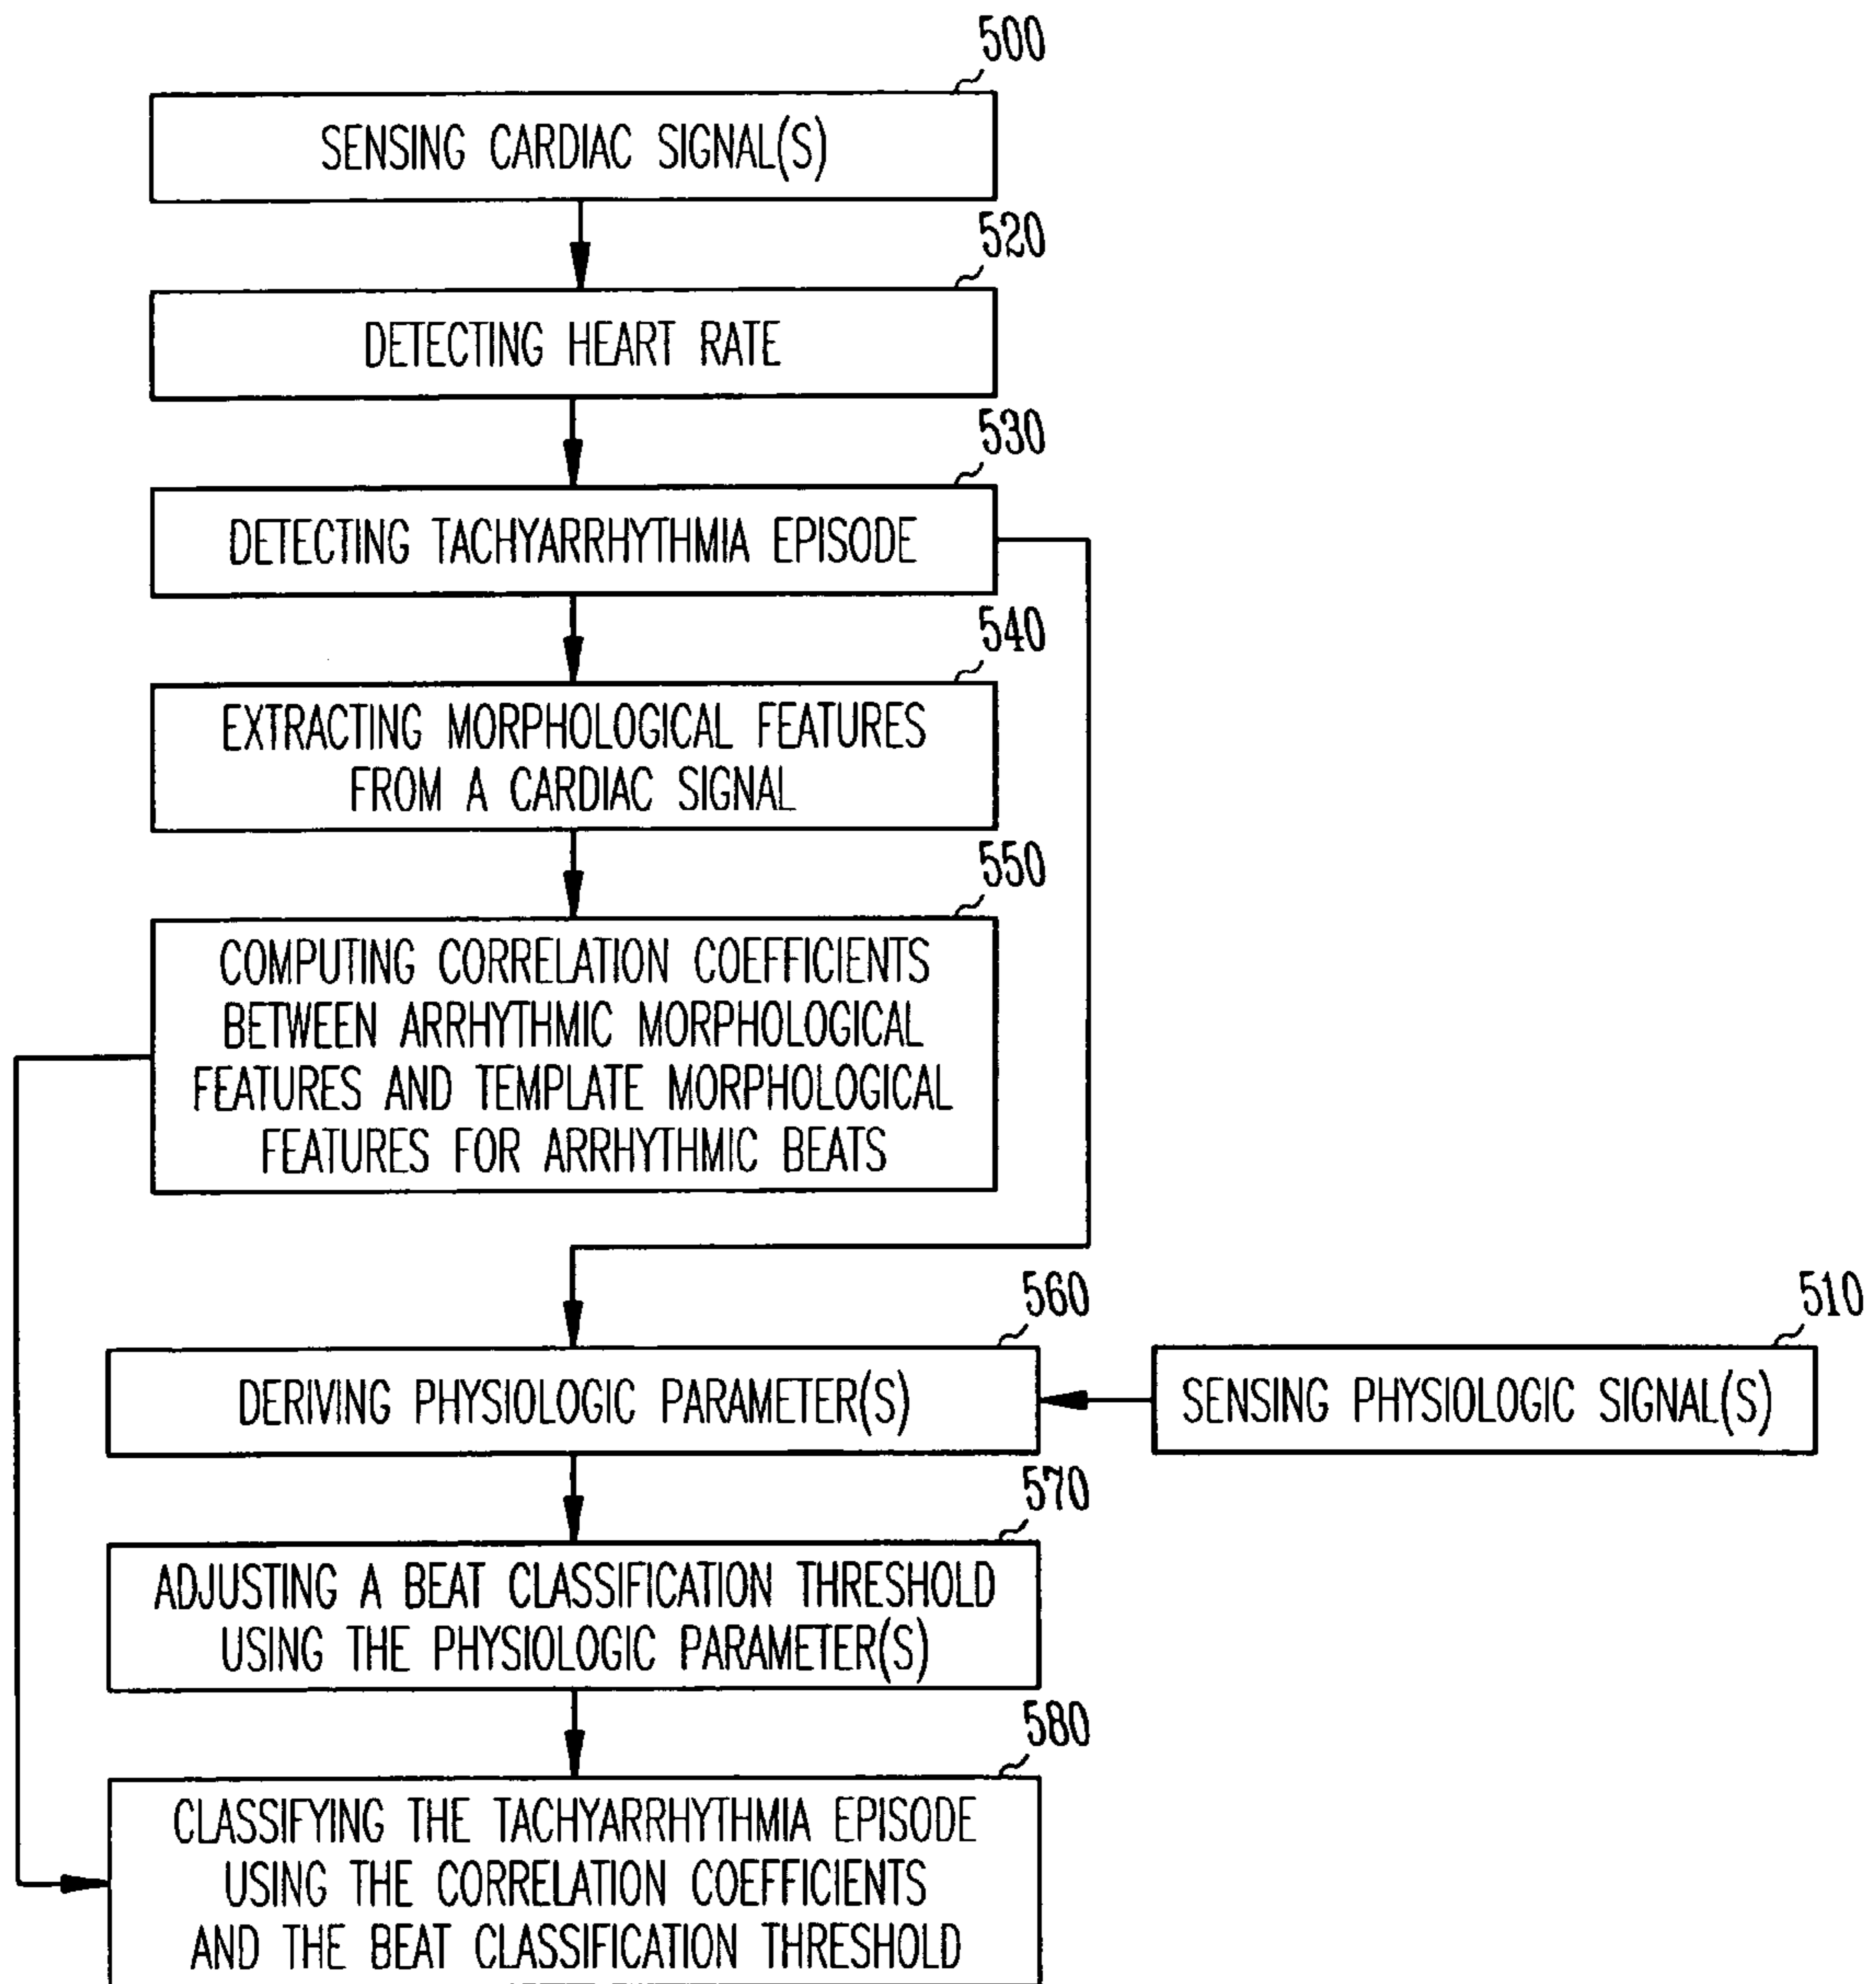 500
SENSING CARDIAC SIGNAL(S)
520
DETECTING HEART RATE
530
DETECTING TACHYARRHYTHMIA EPISODE
540
EXTRACTING MORPHOLOGICAL FEATURES
FROM A CARDIAC SIGNAL
550
COMPUTING CORRELATION COEFFICIENTS
BETWEEN ARRHYTHMIC MORPHOLOGICAL
FEATURES AND TEMPLATE MORPHOLOGICAL
FEATURES FOR ARRHYTHMIC BEATS
560
DERIVING PHYSIOLOGIC PARAMETER(S)
510
SENSING PHYSIOLOGIC SIGNAL(S)
570
ADJUSTING A BEAT CLASSIFICATION THRESHOLD
USING THE PHYSIOLOGIC PARAMETER(S)
580
CLASSIFYING THE TACHYARRHYTHMIA EPISODE
USING THE CORRELATION COEFFICIENTS
AND THE BEAT CLASSIFICATION THRESHOLD